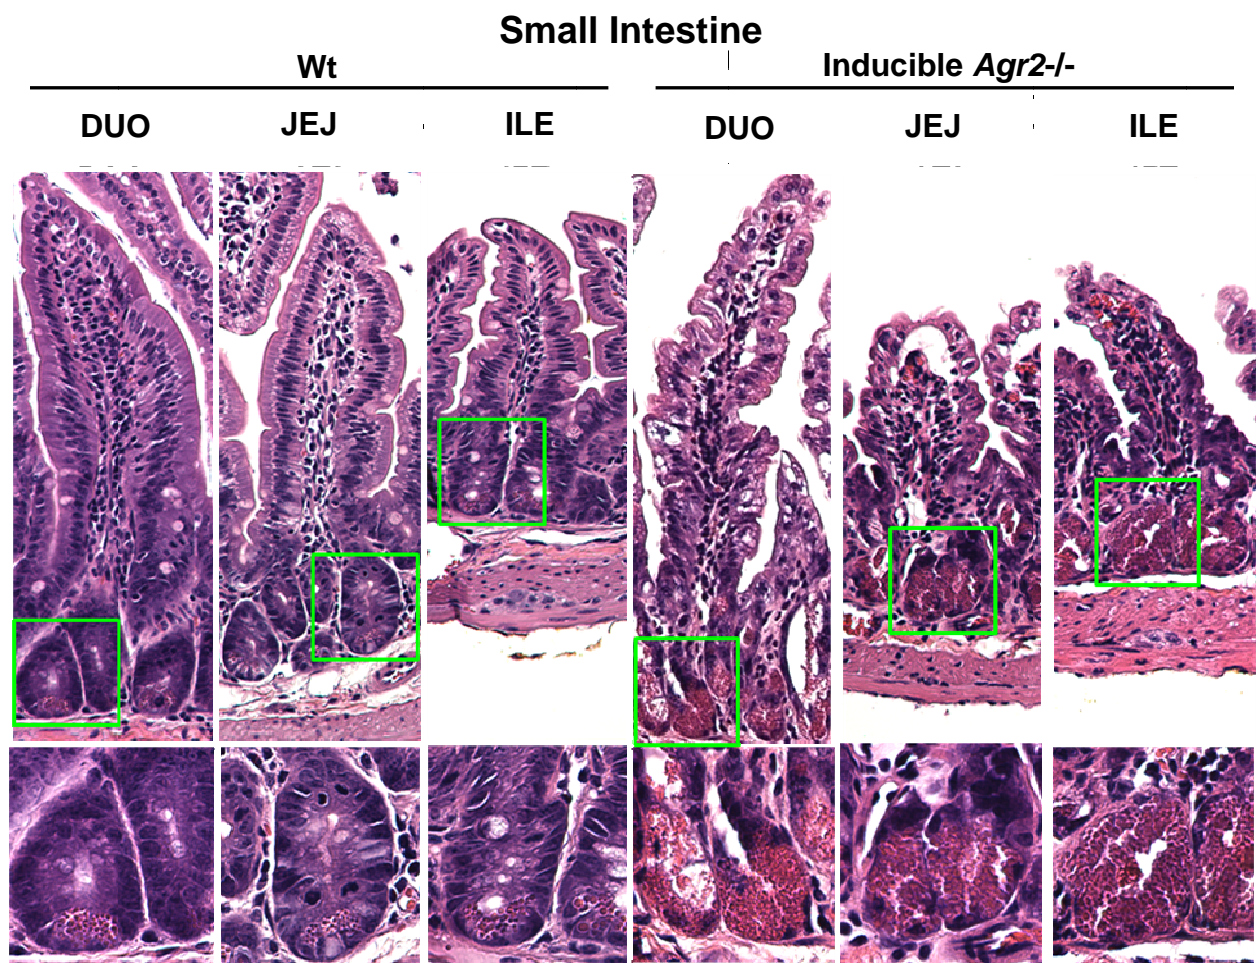 Small Intestine
Wt
Inducible Agr2-/-
DUO
JEJ
ILE
DUO
JEJ
ILE